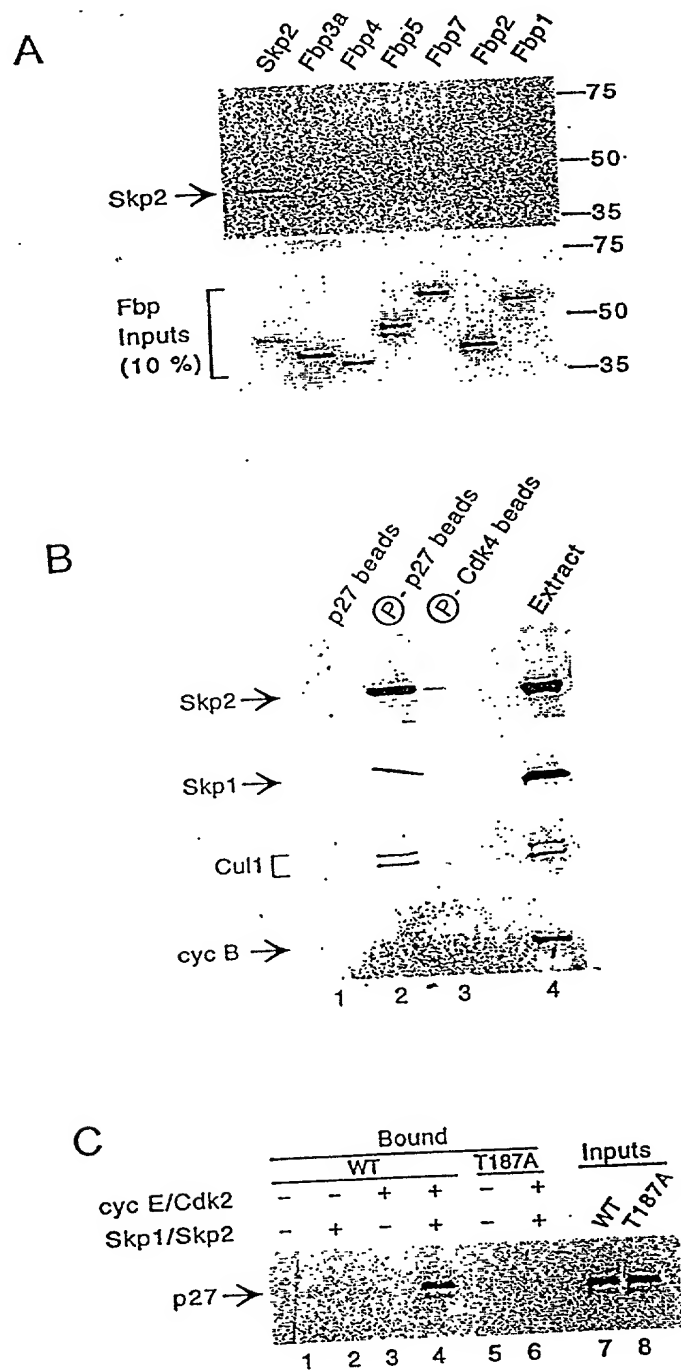 A
Skp2 Fbp3a Fbp4 Fbp5 Fbp7 Fbp2 Fbp1
75
50
Skp2
35
75
Fbp
Inputs
(10 %)
50
35
B
p27 beads
Ⓟ- p27 beads
Ⓟ- Cdk4 beads
Extract
Skp2
Skp1
Cul1
cyc B
1 2 3 4
C
Bound Inputs
WT T187A
cyc E/Cdk2 – – + + – + WT T187A
Skp1/Skp2 – + – + – +
p27
1 2 3 4 5 6 7 8